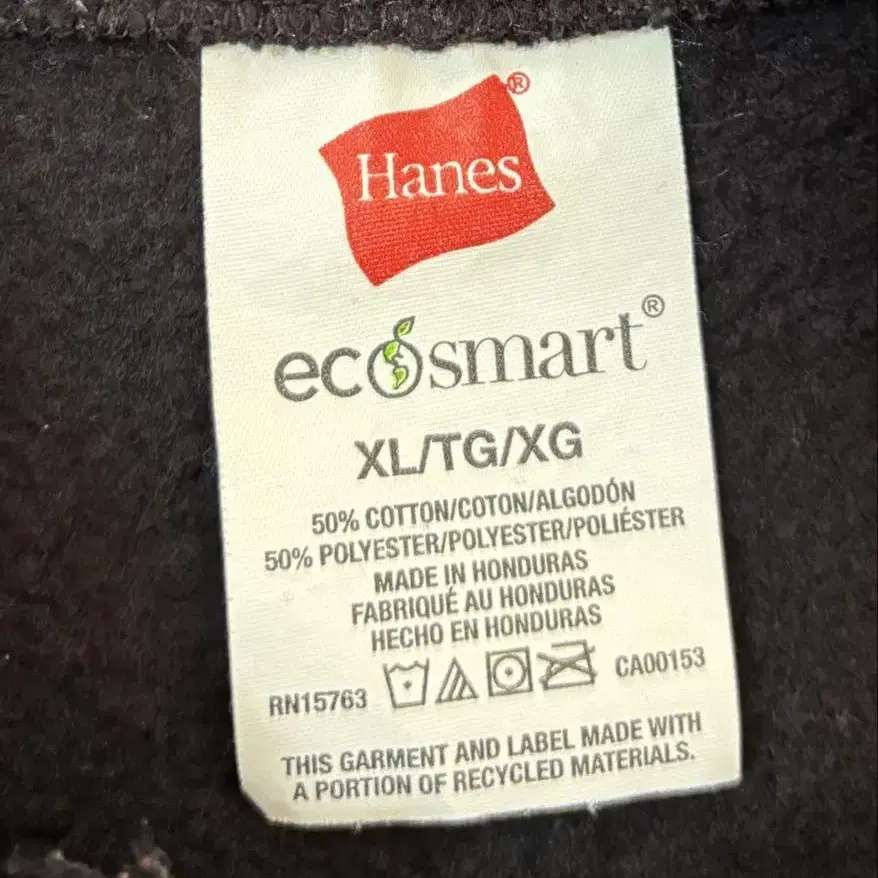 Hanes®
ecosmart®
XL/TG/XG
50% COTTON/COTON/ALGODÓN
50% POLYESTER/POLYESTER/POLIÉSTER
MADE IN HONDURAS
FABRIQUÉ AU HONDURAS
HECHO EN HONDURAS
RN15763 CA00153
THIS GARMENT AND LABEL MADE WITH
A PORTION OF RECYCLED MATERIALS.